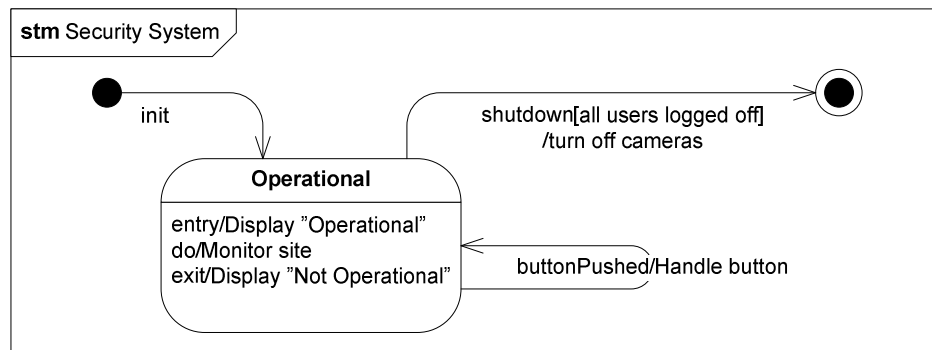 stm Security System
init
shutdown[all users logged off]
/turn off cameras
Operational
entry/Display ”Operational”
do/Monitor site
exit/Display ”Not Operational”
buttonPushed/Handle button